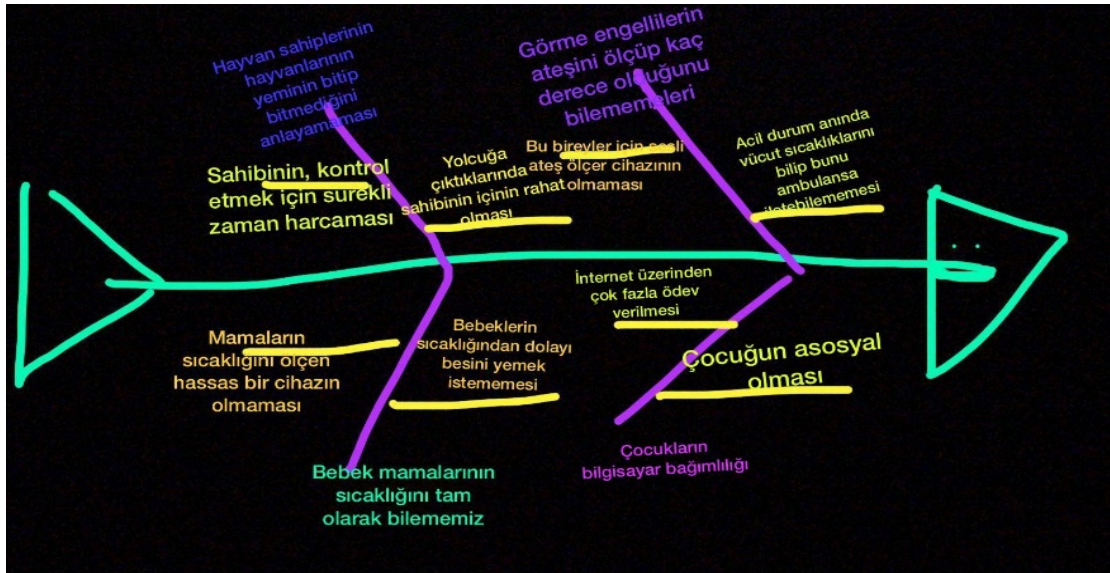 Hayvan sahiplerinin
hayvanlarının
yeminin bitip
bitmediğini
anlayamaması
Sahibinin, kontrol
etmek için sürekli
zaman harcaması
Yolcuğa
çıktıklarında
sahibinin içinin rahat
olması
Görme engellilerin
ateşini ölçüp kaç
derece olduğunu
bilememeleri
Bu bireyler için sesli
ateş ölçer cihazının
olmaması
Acil durum anında
vücut sıcaklıklarını
bilip bunu
ambulansa
iletebilememesi
Mamaların
sıcaklığını ölçen
hassas bir cihazın
olmaması
Bebeklerin
sıcaklığından dolayı
besini yemek
istememesi
Bebek mamalarının
sıcaklığını tam
olarak bilememiz
İnternet üzerinden
çok fazla ödev
verilmesi
Çocuğun asosyal
olması
Çocukların
bilgisayar bağımlılığı